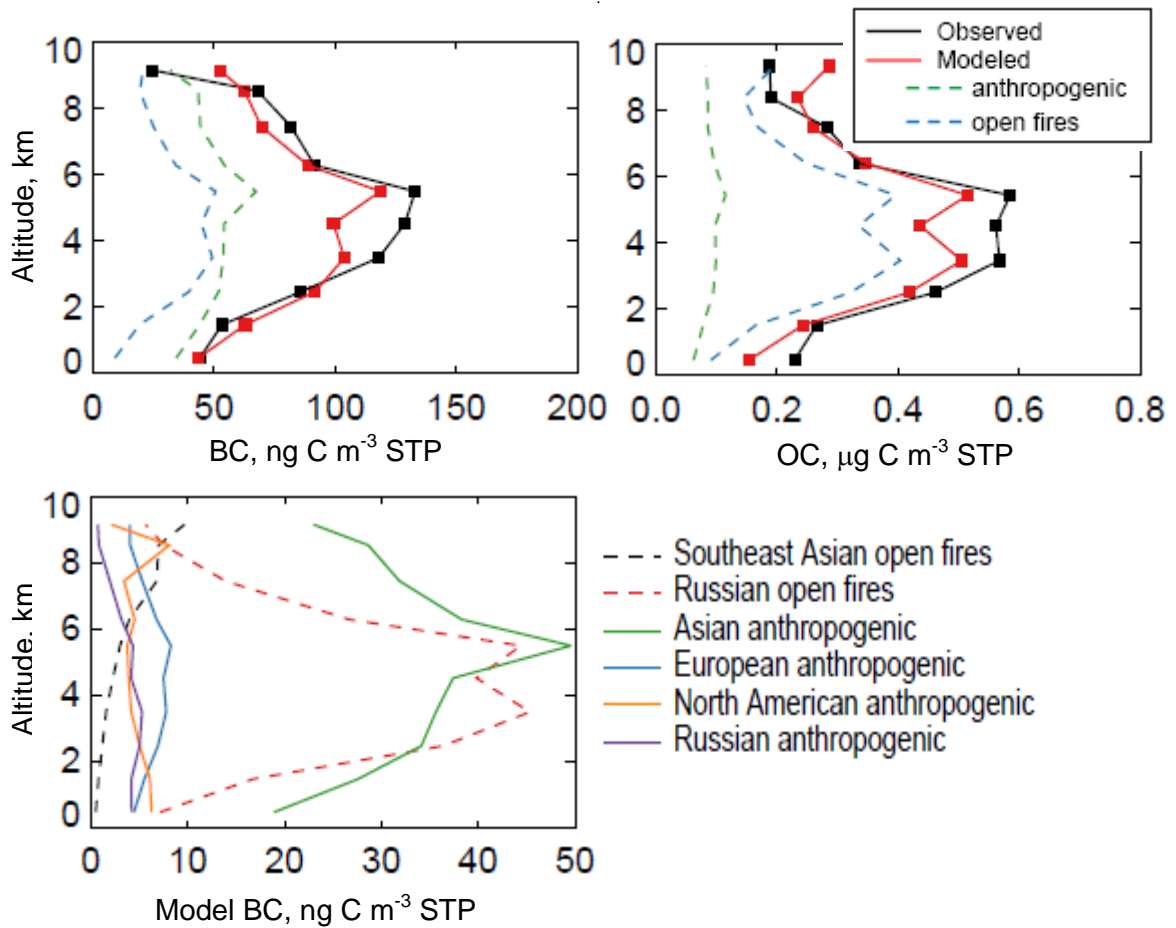 Observed
Modeled
anthropogenic
open fires
10
8
6
4
2
0
Altitude, km
0 50 100 150 200
BC, ng C m-3 STP
10
8
6
4
2
0
0.0 0.2 0.4 0.6 0.8
OC, μg C m-3 STP
10
8
6
4
2
0
Altitude. km
0 10 20 30 40 50
Model BC, ng C m-3 STP
Southeast Asian open fires
Russian open fires
Asian anthropogenic
European anthropogenic
North American anthropogenic
Russian anthropogenic